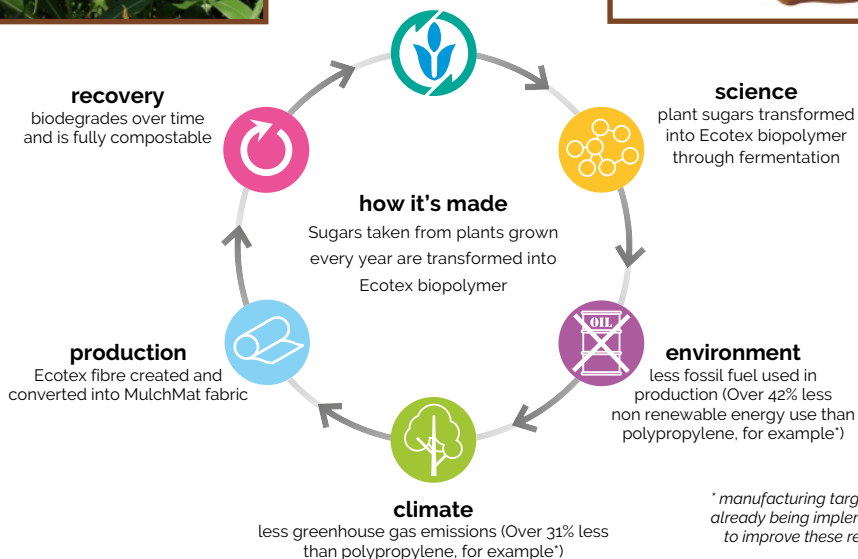 recovery
biodegrades over time
and is fully compostable
science
plant sugars transformed
into Ecotex biopolymer
through fermentation
how it's made
Sugars taken from plants grown
every year are transformed into
Ecotex biopolymer
OIL
production
Ecotex fibre created and
converted into MulchMat fabric
environment
less fossil fuel used in
production (Over 42% less
non renewable energy use than
polypropylene, for example*)
climate
less greenhouse gas emissions (Over 31% less
than polypropylene, for example*)
* manufacturing
already being
to improve these